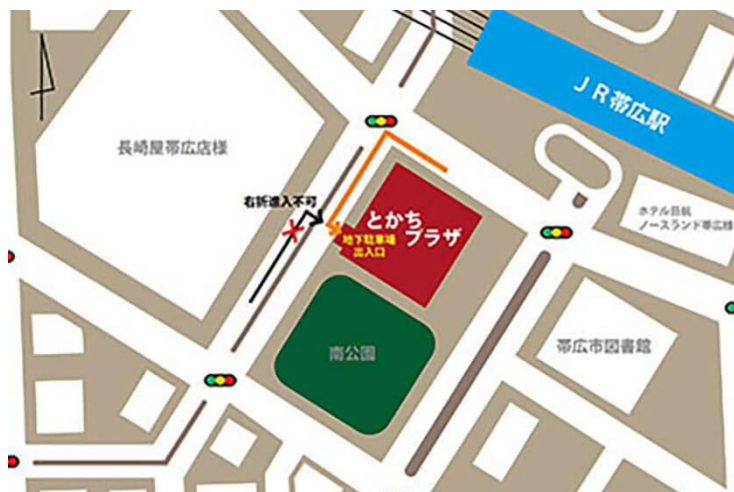 JR帯広駅
長崎屋帯広店様
右折進入不可
とかち
プラザ
地下駐車場
出入口
ホテル日航
ノースランド帯広様
南公園
帯広市図書館